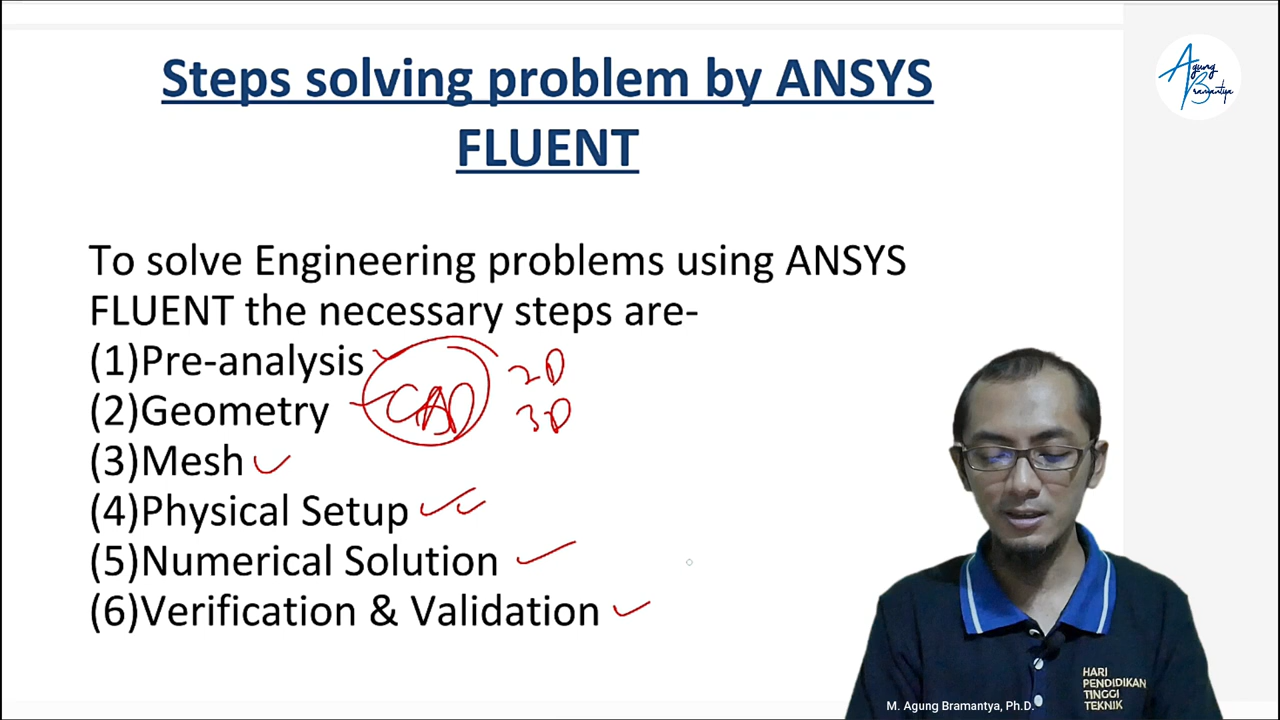 Steps solving problem by ANSYS
FLUENT
Agung
Bramantya
To solve Engineering problems using ANSYS
FLUENT the necessary steps are-
(1)Pre-analysis
2D
(2)Geometry
CAD
3D
(3)Mesh
(4)Physical Setup
(5)Numerical Solution
(6)Verification & Validation
HARI
PENDIDIKAN
TINGGI
TEKNIK
M. Agung Bramantya, Ph.D.